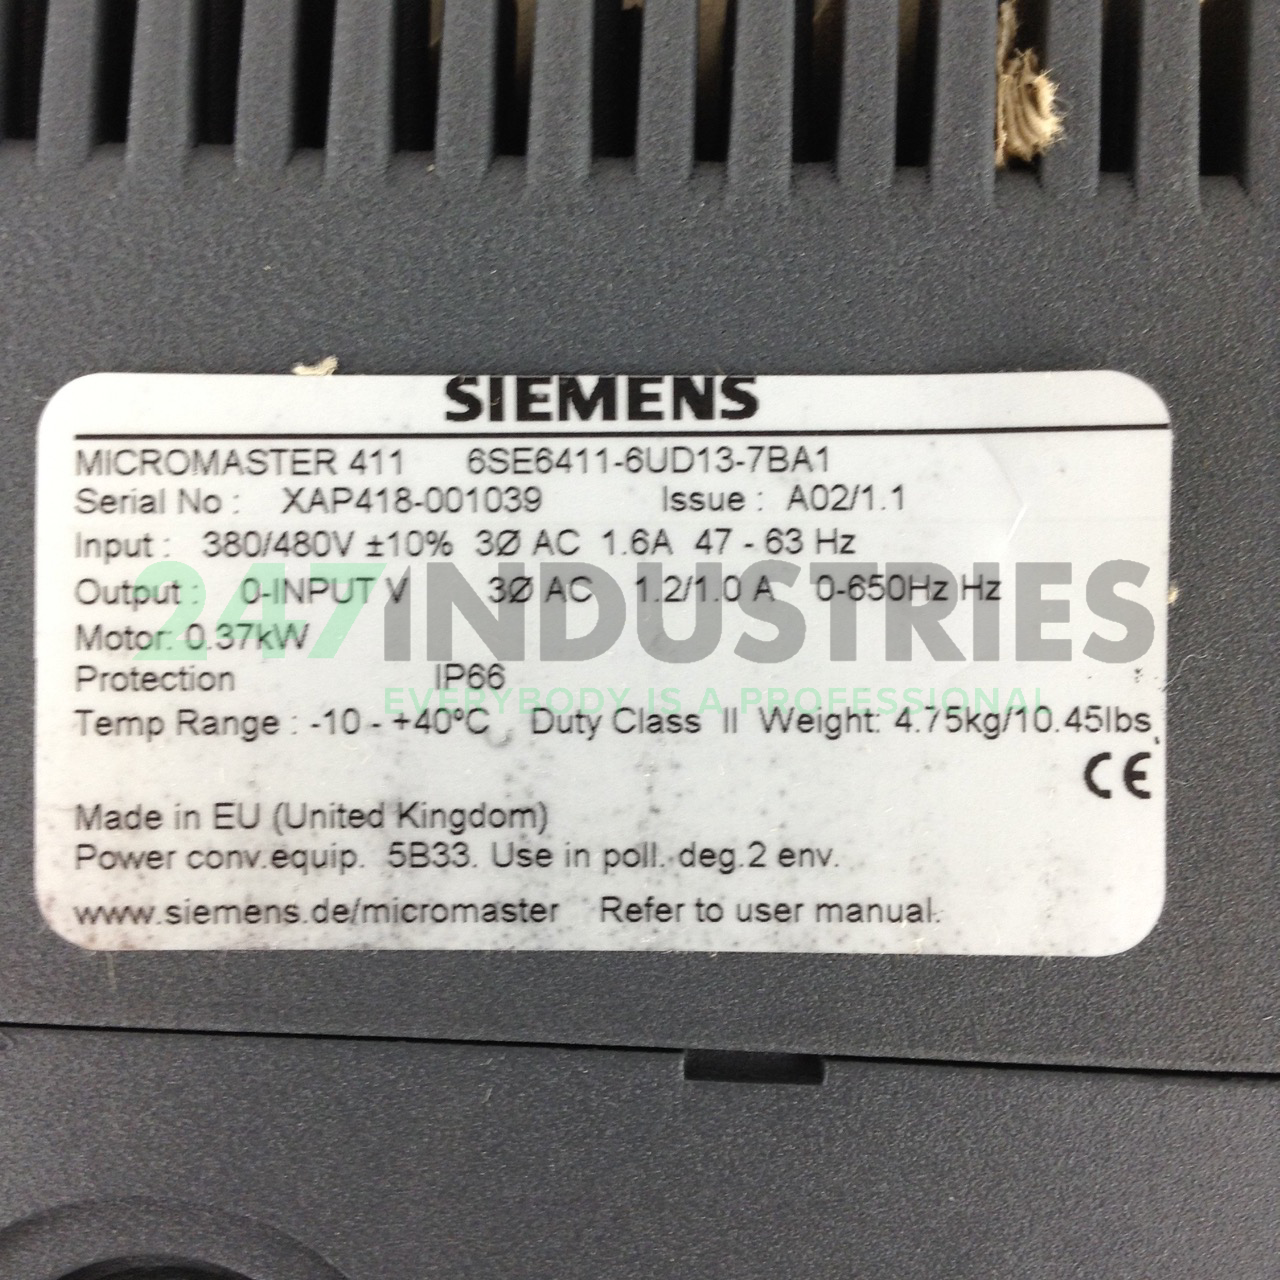 SIEMENS
MICROMASTER 411 6SE6411-6UD13-7BA1
Serial No : XAP418-001039 Issue : A02/1.1
Input : 380/480V ±10% 3Ø AC 1.6A 47 - 63 Hz
Output : 0-INPUT V 3Ø AC 1.2/1.0 A 0-650Hz Hz
247INDUSTRIES
Motor: 0.37kW
Protection IP66
EVERYBODY IS A PROFESSIONAL
Temp Range : -10 - +40ºC Duty Class II Weight: 4.75kg/10.45lbs
CE
Made in EU (United Kingdom)
Power conv.equip. 5B33. Use in poll. deg.2 env.
www.siemens.de/micromaster Refer to user manual.